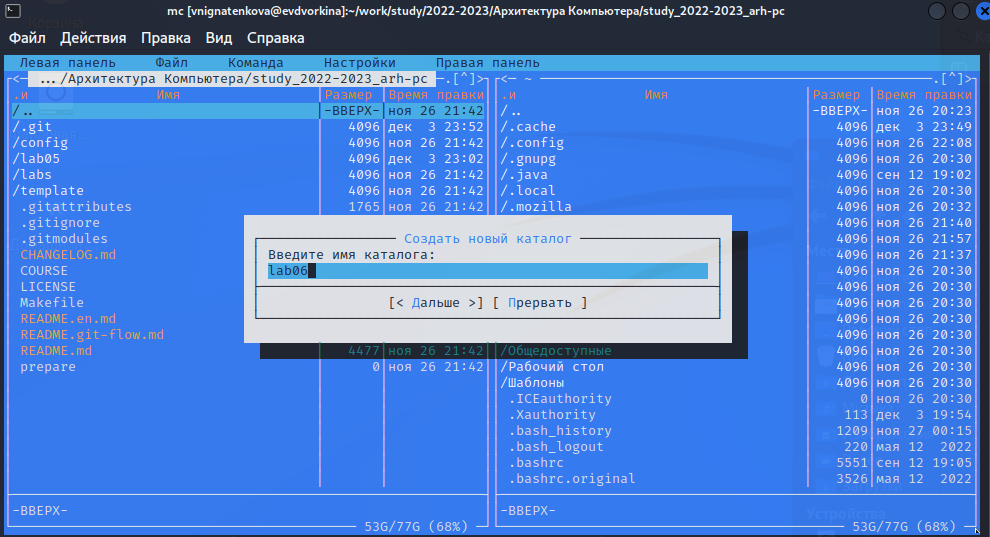 mc [vnignatenkova@evdvorkina]:~/work/study/2022-2023/Архитектура Компьютера/study_2022-2023_arh-pc
Файл Действия Правка Вид Справка
Левая панель Файл Команда Настройки Правая панель
<— .../Архитектура Компьютера/study_2022-2023_arh-pc —.[^]> <— ~ —.[^]>
.и Имя Размер Время правки .и Имя Размер Время правки
/.. -ВВЕРХ- ноя 26 21:42 /.. -ВВЕРХ- ноя 26 20:23
/.git 4096 дек 3 23:52 /.cache 4096 дек 3 23:49
/config 4096 ноя 26 21:42 /.config 4096 ноя 26 22:08
/lab05 4096 дек 3 23:02 /.gnupg 4096 ноя 26 20:30
/labs 4096 ноя 26 21:42 /.java 4096 сен 12 19:02
/template 4096 ноя 26 21:42 /.local 4096 ноя 26 20:30
.gitattributes 1765 ноя 26 21:42 /.mozilla 4096 ноя 26 20:32
.gitignore 4096 ноя 26 21:40
.gitmodules Создать новый каталог 4096 ноя 26 21:57
CHANGELOG.md Введите имя каталога: 4096 ноя 26 21:37
COURSE lab06 4096 ноя 26 20:30
LICENSE 4096 ноя 26 20:30
Makefile [< Дальше >] [ Прервать ] 4096 ноя 26 20:30
README.en.md 4096 ноя 26 20:30
README.git-flow.md 4096 ноя 26 20:30
README.md 4477 ноя 26 21:42 /Общедоступные 4096 ноя 26 20:30
prepare 0 ноя 26 21:42 /Рабочий стол 4096 ноя 26 20:30
/Шаблоны 4096 ноя 26 20:30
.ICEauthority 0 ноя 26 20:30
.Xauthority 113 дек 3 19:54
.bash_history 1209 ноя 27 00:15
.bash_logout 220 мая 12 2022
.bashrc 5551 сен 12 19:05
.bashrc.original 3526 мая 12 2022
-ВВЕРХ- -ВВЕРХ-
53G/77G (68%) 53G/77G (68%)
Устройства